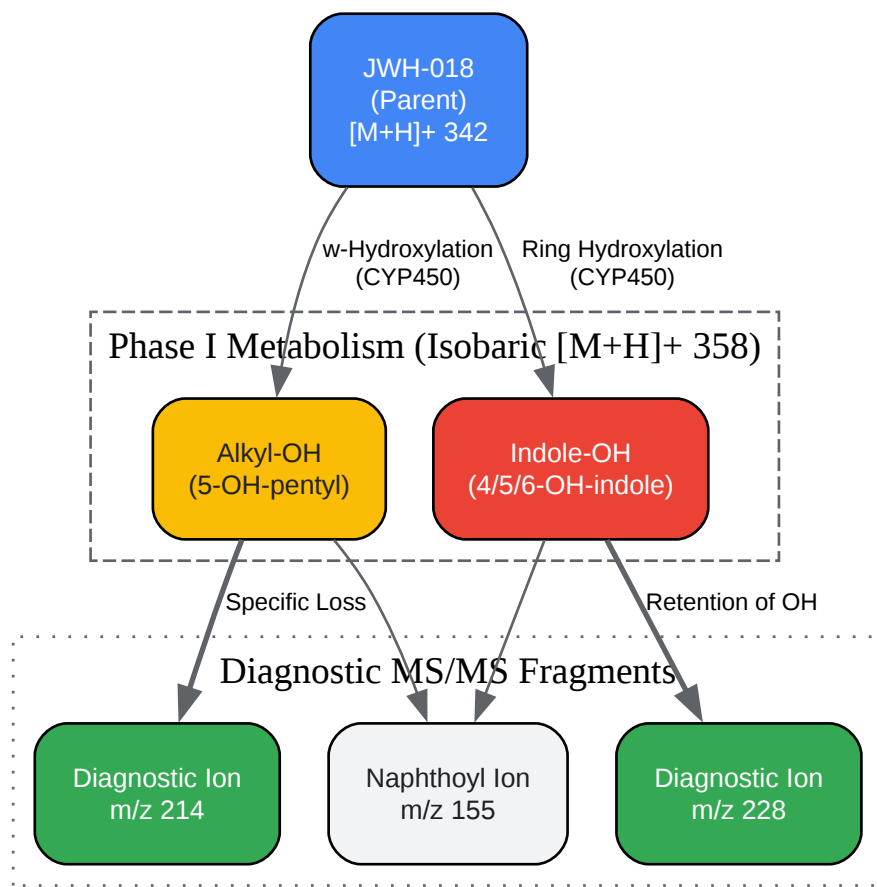 JWH-018
(Parent)
[M+H]+ 342
w-Hydroxylation
(CYP450)
Ring Hydroxylation
(CYP450)
Phase I Metabolism (Isobaric [M+H]+ 358)
Alkyl-OH
(5-OH-pentyl)
Indole-OH
(4/5/6-OH-indole)
Specific Loss
Retention of OH
Diagnostic MS/MS Fragments
Diagnostic Ion
m/z 214
Naphthoyl Ion
m/z 155
Diagnostic Ion
m/z 228